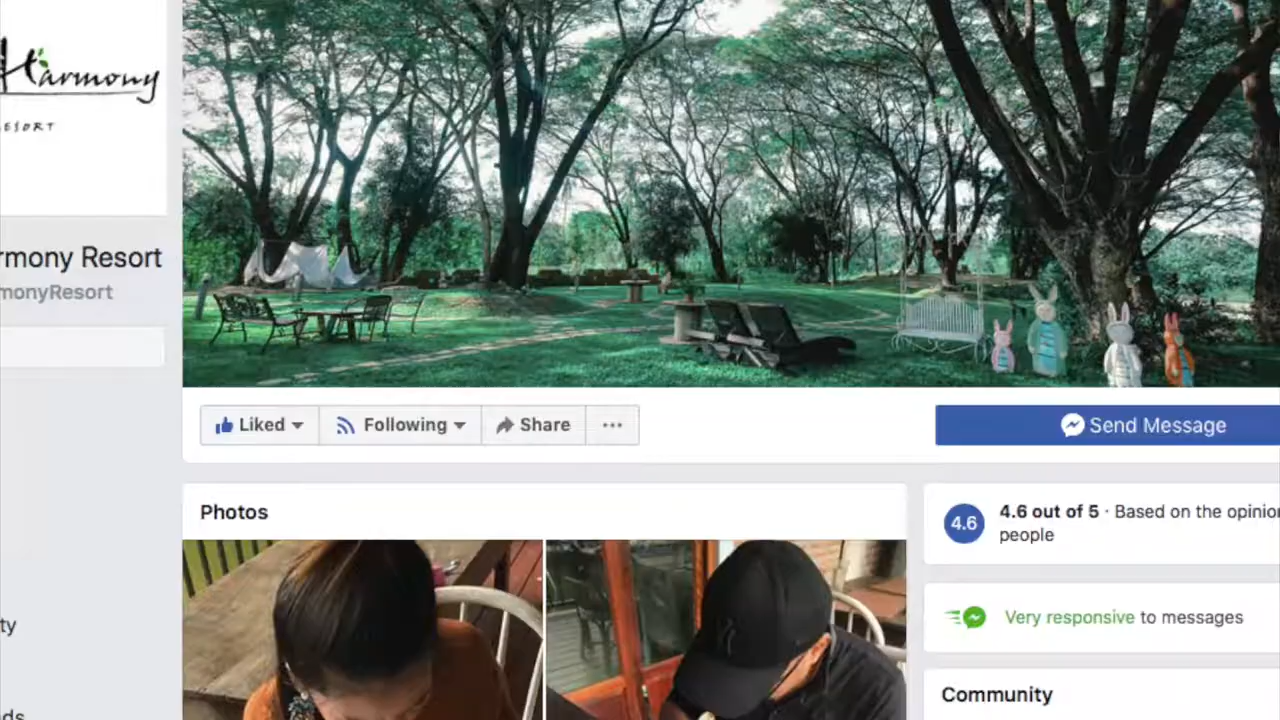 Harmony
ESORT
rmony Resort
monyResort
Liked
Following
Share
Send Message
Photos
4.6
4.6 out of 5 · Based on the opinion
people
Very responsive to messages
Community
ty
ds